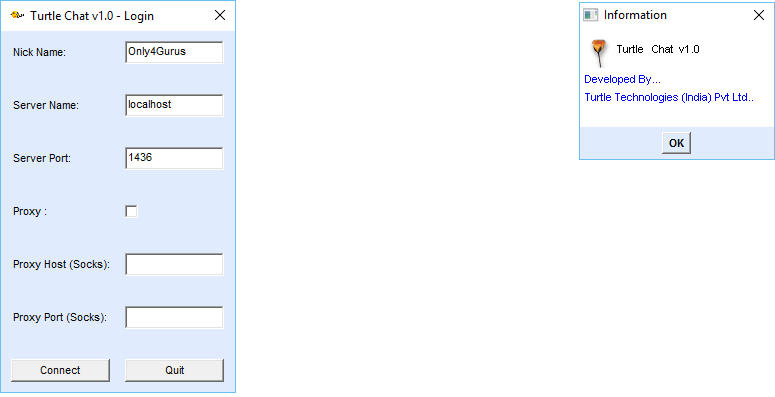 Turtle Chat v1.0 - Login
Nick Name:
Only4Gurus
Server Name:
localhost
Server Port:
1436
Proxy :
Proxy Host (Socks):
Proxy Port (Socks):
Connect
Quit
Information
Turtle Chat v1.0
Developed By...
Turtle Technologies (India) Pvt Ltd..
OK